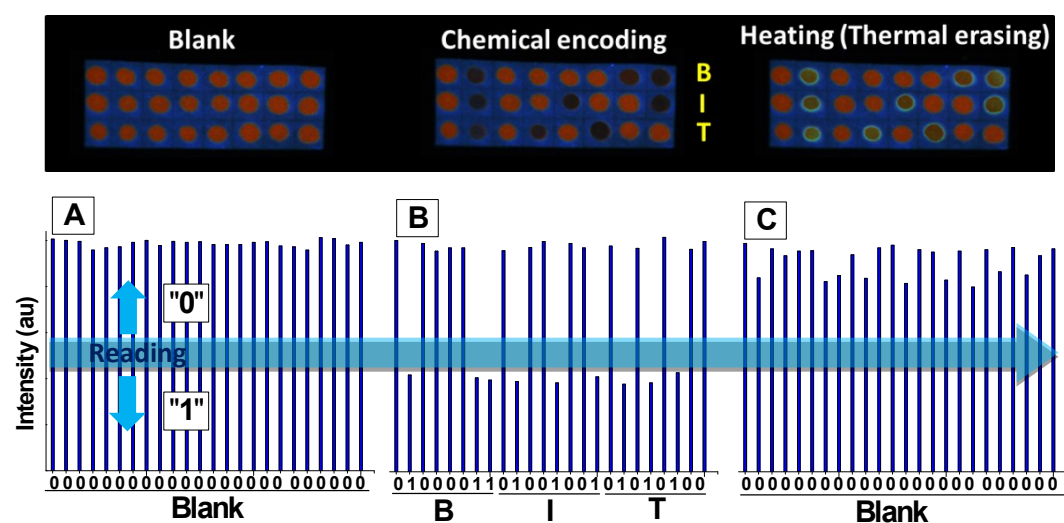 Blank
Chemical encoding
Heating (Thermal erasing)
B
I
T
A
B
C
Intensity (au)
"0"
Reading
"1"
000000000000000000000000
Blank
01000011 01001001 01010100
B I T
000000000000000000000000
Blank